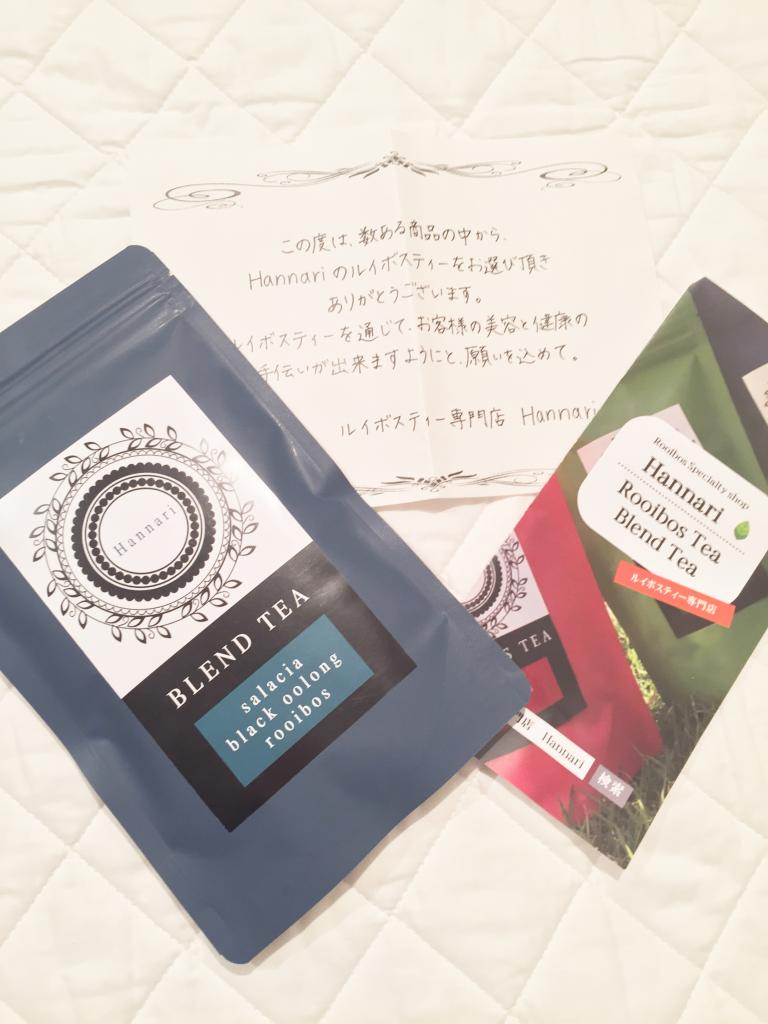 この度は、数ある商品の中から、
Hannariのルイボスティーをお選び頂き
ありがとうございます。
ルイボスティーを通じて、お客様の美容と健康の
手伝いが出来ますようにと、願いを込めて。
ルイボスティー専門店 Hannari
Hannari
BLEND TEA
salacia
black oolong
rooibos
Rooibos Specialty shop
Hannari
Rooibos Tea
Blend Tea
ルイボスティー専門店
S TEA
店 Hannari
検索